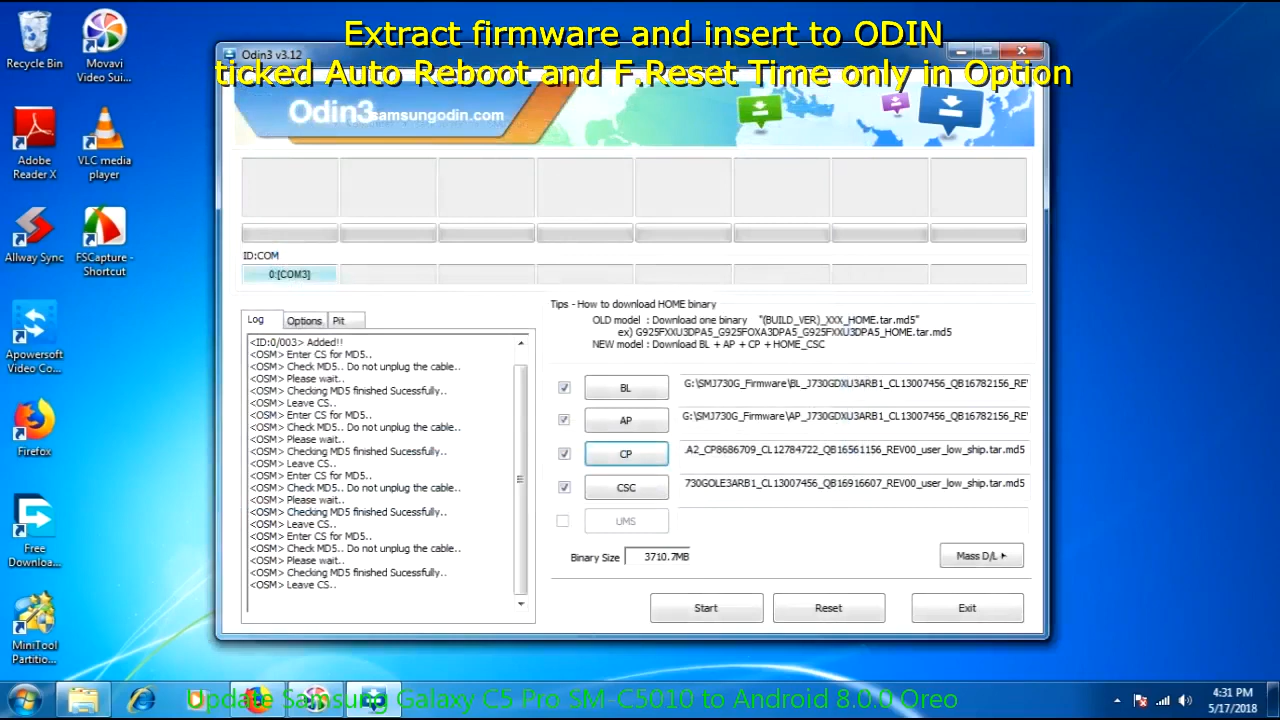 Extract firmware and insert to ODIN
ticked Auto Reboot and F.Reset Time only in Option
Recycle Bin
Movavi
Video Sui...
Adobe
Reader X
VLC media
player
Allway Sync
FSCapture -
Shortcut
Apowersoft
Video Co...
Firefox
Free
Downloa...
MiniTool
Partitio...
Odin3 v3.12
Odin3
samsungodin.com
ID:COM
0:[COM3]
Log
Options
Pit
<ID:0/003> Added!!
<OSM> Enter CS for MD5..
<OSM> Check MD5.. Do not unplug the cable..
<OSM> Please wait..
<OSM> Checking MD5 finished Sucessfully..
<OSM> Leave CS..
<OSM> Enter CS for MD5..
<OSM> Check MD5.. Do not unplug the cable..
<OSM> Please wait..
<OSM> Checking MD5 finished Sucessfully..
<OSM> Leave CS..
<OSM> Enter CS for MD5..
<OSM> Check MD5.. Do not unplug the cable..
<OSM> Please wait..
<OSM> Checking MD5 finished Sucessfully..
<OSM> Leave CS..
<OSM> Enter CS for MD5..
<OSM> Check MD5.. Do not unplug the cable..
<OSM> Please wait..
<OSM> Checking MD5 finished Sucessfully..
<OSM> Leave CS..
Tips - How to download HOME binary
OLD model : Download one binary "(BUILD_VER)_XXX_HOME.tar.md5"
ex) G925FXXU3DPA5_G925FOXA3DPA5_G925FXXU3DPA5_HOME.tar.md5
NEW model : Download BL + AP + CP + HOME_CSC
BL
G:\SMJ730G_Firmware\BL_J730GDXU3ARB1_CL13007456_QB16782156_RE
AP
G:\SMJ730G_Firmware\AP_J730GDXU3ARB1_CL13007456_QB16782156_RE
CP
A2_CP8686709_CL12784722_QB16561156_REV00_user_low_ship.tar.md5
CSC
730GOLE3ARB1_CL13007456_QB16916607_REV00_user_low_ship.tar.md5
UMS
Binary Size 3710.7MB
Mass D/L
Start
Reset
Exit
Update Samsung Galaxy C5 Pro SM-C5010 to Android 8.0.0 Oreo
4:31 PM
5/17/2018